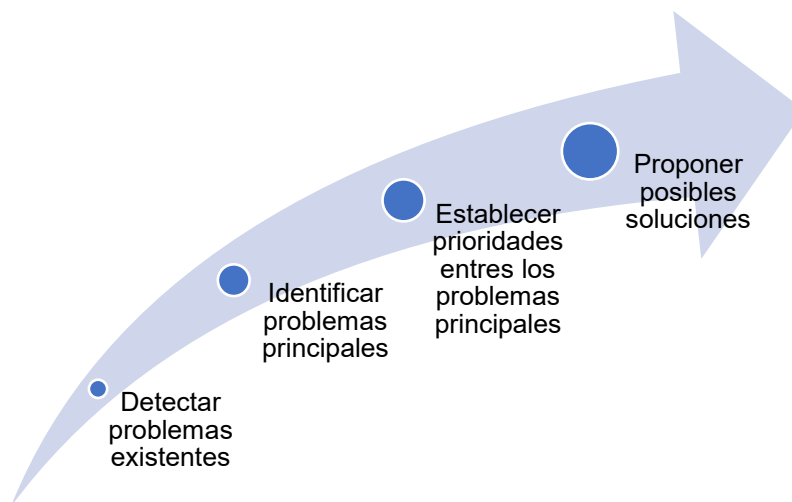 Detectar
problemas
existentes
Identificar
problemas
principales
Establecer
prioridades
entres los
problemas
principales
Proponer
posibles
soluciones